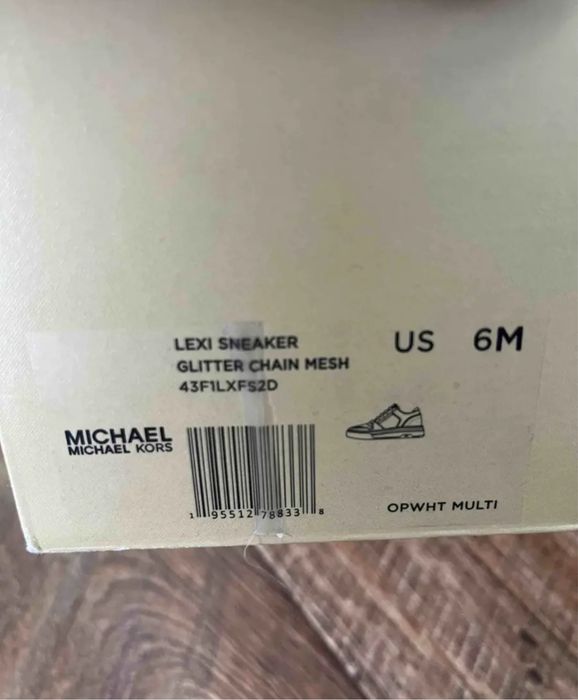 LEXI SNEAKER
GLITTER CHAIN MESH
43F1LXFS2D
US 6M
MICHAEL
MICHAEL KORS
1 95512 78833 8
OPWHT MULTI